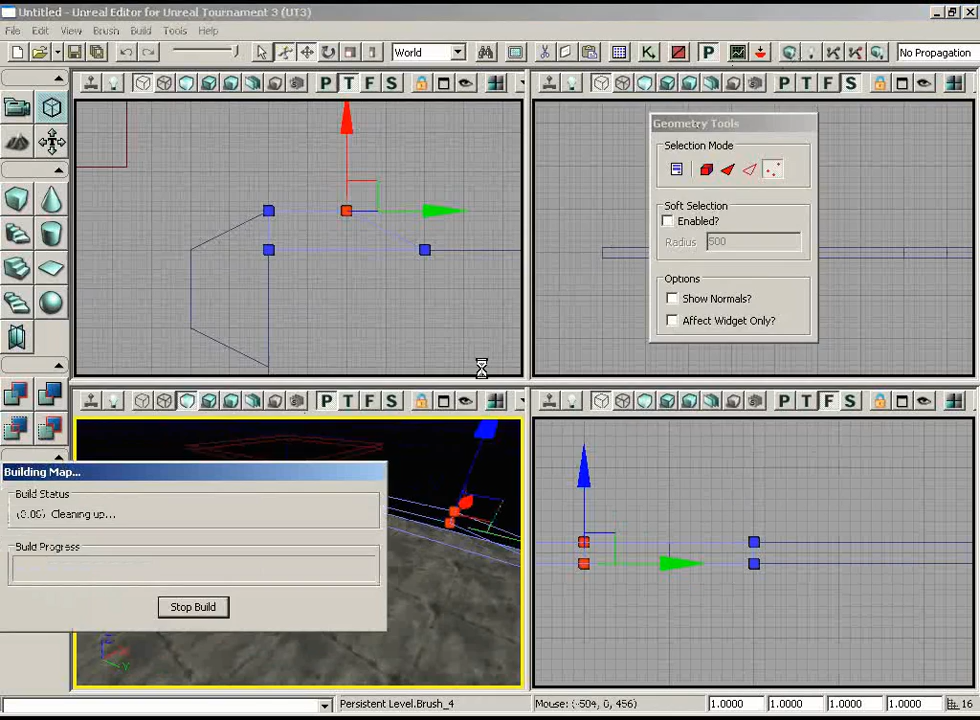 Untitled - Unreal Editor for Unreal Tournament 3 (UT3)
File Edit View Brush Build Tools Help
World
No Propagation
P T F S
P T F S
Geometry Tools
Selection Mode
Soft Selection
Enabled?
Radius 500
Options
Show Normals?
Affect Widget Only?
P T F S
P T F S
Building Map...
Build Status
(0.00) Cleaning up...
Build Progress
Stop Build
Y
Persistent Level.Brush_4
Mouse: (-504, 0, 456)
1.0000 1.0000 1.0000 1.0000 16